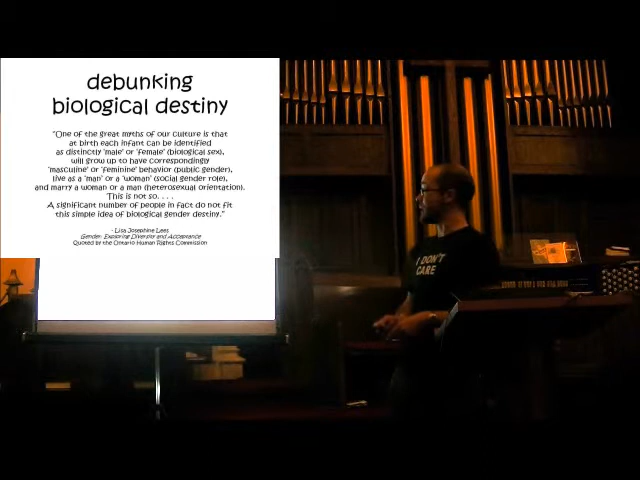 debunking
biological destiny
"One of the great myths of our culture is that
at birth each infant can be identified
as distinctly 'male' or 'female' (biological sex),
will grow up to have correspondingly
'masculine' or 'feminine' behavior (public gender),
live as a 'man' or a 'woman' (social gender role),
and marry a woman or a man (heterosexual orientation).
This is not so. . . .
A significant number of people in fact do not fit
this simple idea of biological gender destiny."
- Lisa Josephine Lees
Gender: Exploring Diversity and Acceptance
Quoted by the Ontario Human Rights Commission
I DON'T
CARE